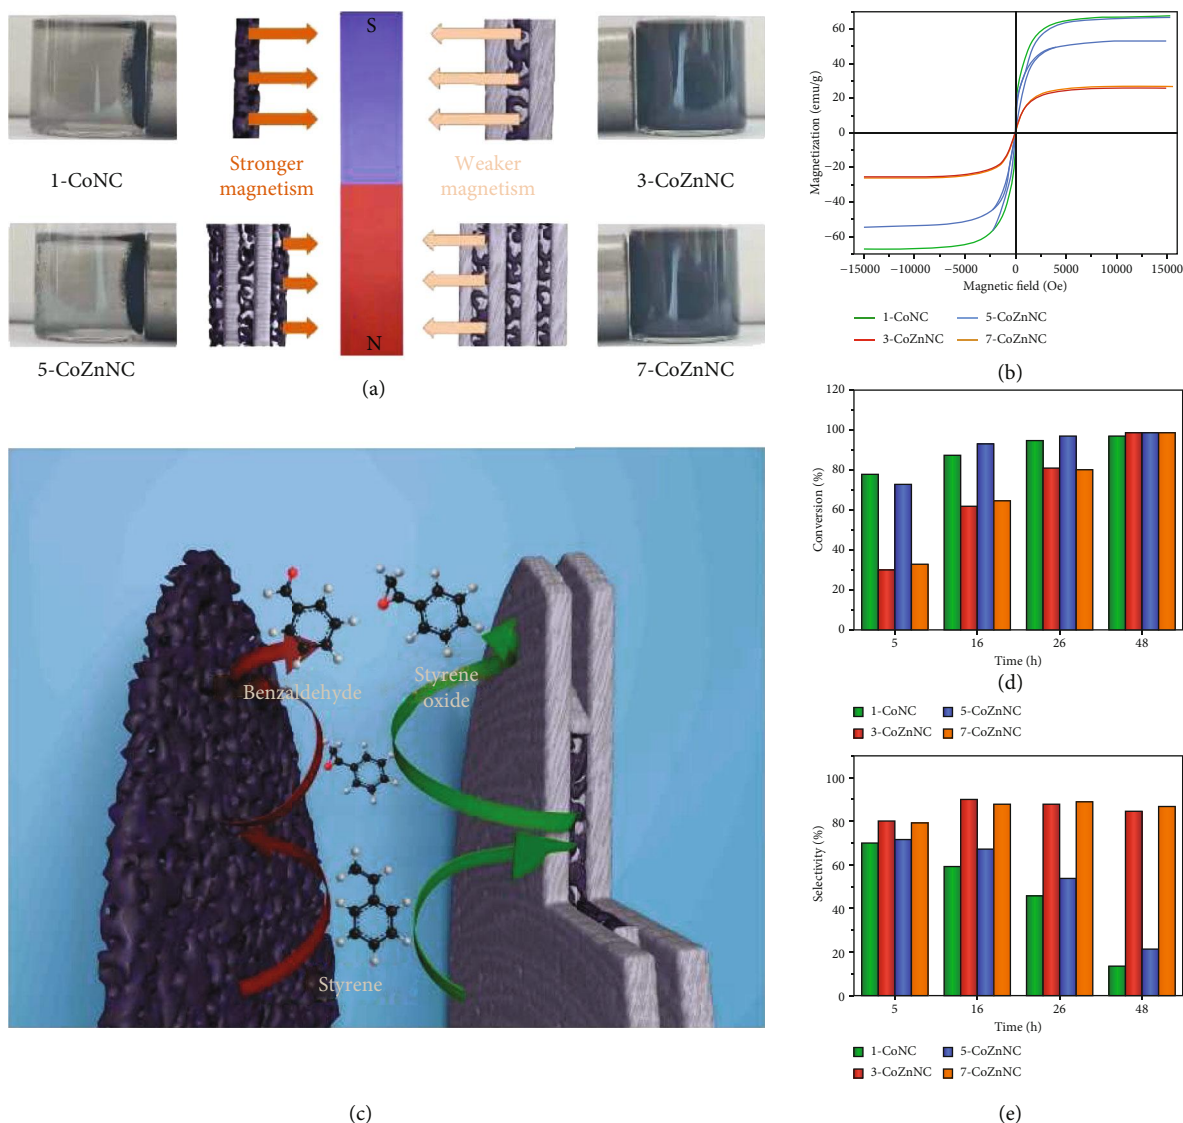 S
N
Stronger
magnetism
Weaker
magnetism
1-CoNC
3-CoZnNC
5-CoZnNC
7-CoZnNC
(a)
Magnetization (emu/g)
60
40
20
0
−20
−40
−60
−15000 −10000 −5000 0 5000 10000 15000
Magnetic field (Oe)
1-CoNC 5-CoZnNC
3-CoZnNC 7-CoZnNC
(b)
Benzaldehyde
Styrene
oxide
Styrene
(c)
Conversion (%)
120
100
80
60
40
20
0
5 16 26 48
Time (h)
(d)
1-CoNC 5-CoZnNC
3-CoZnNC 7-CoZnNC
Selectivity (%)
100
80
60
40
20
0
5 16 26 48
Time (h)
1-CoNC 5-CoZnNC
3-CoZnNC 7-CoZnNC
(e)